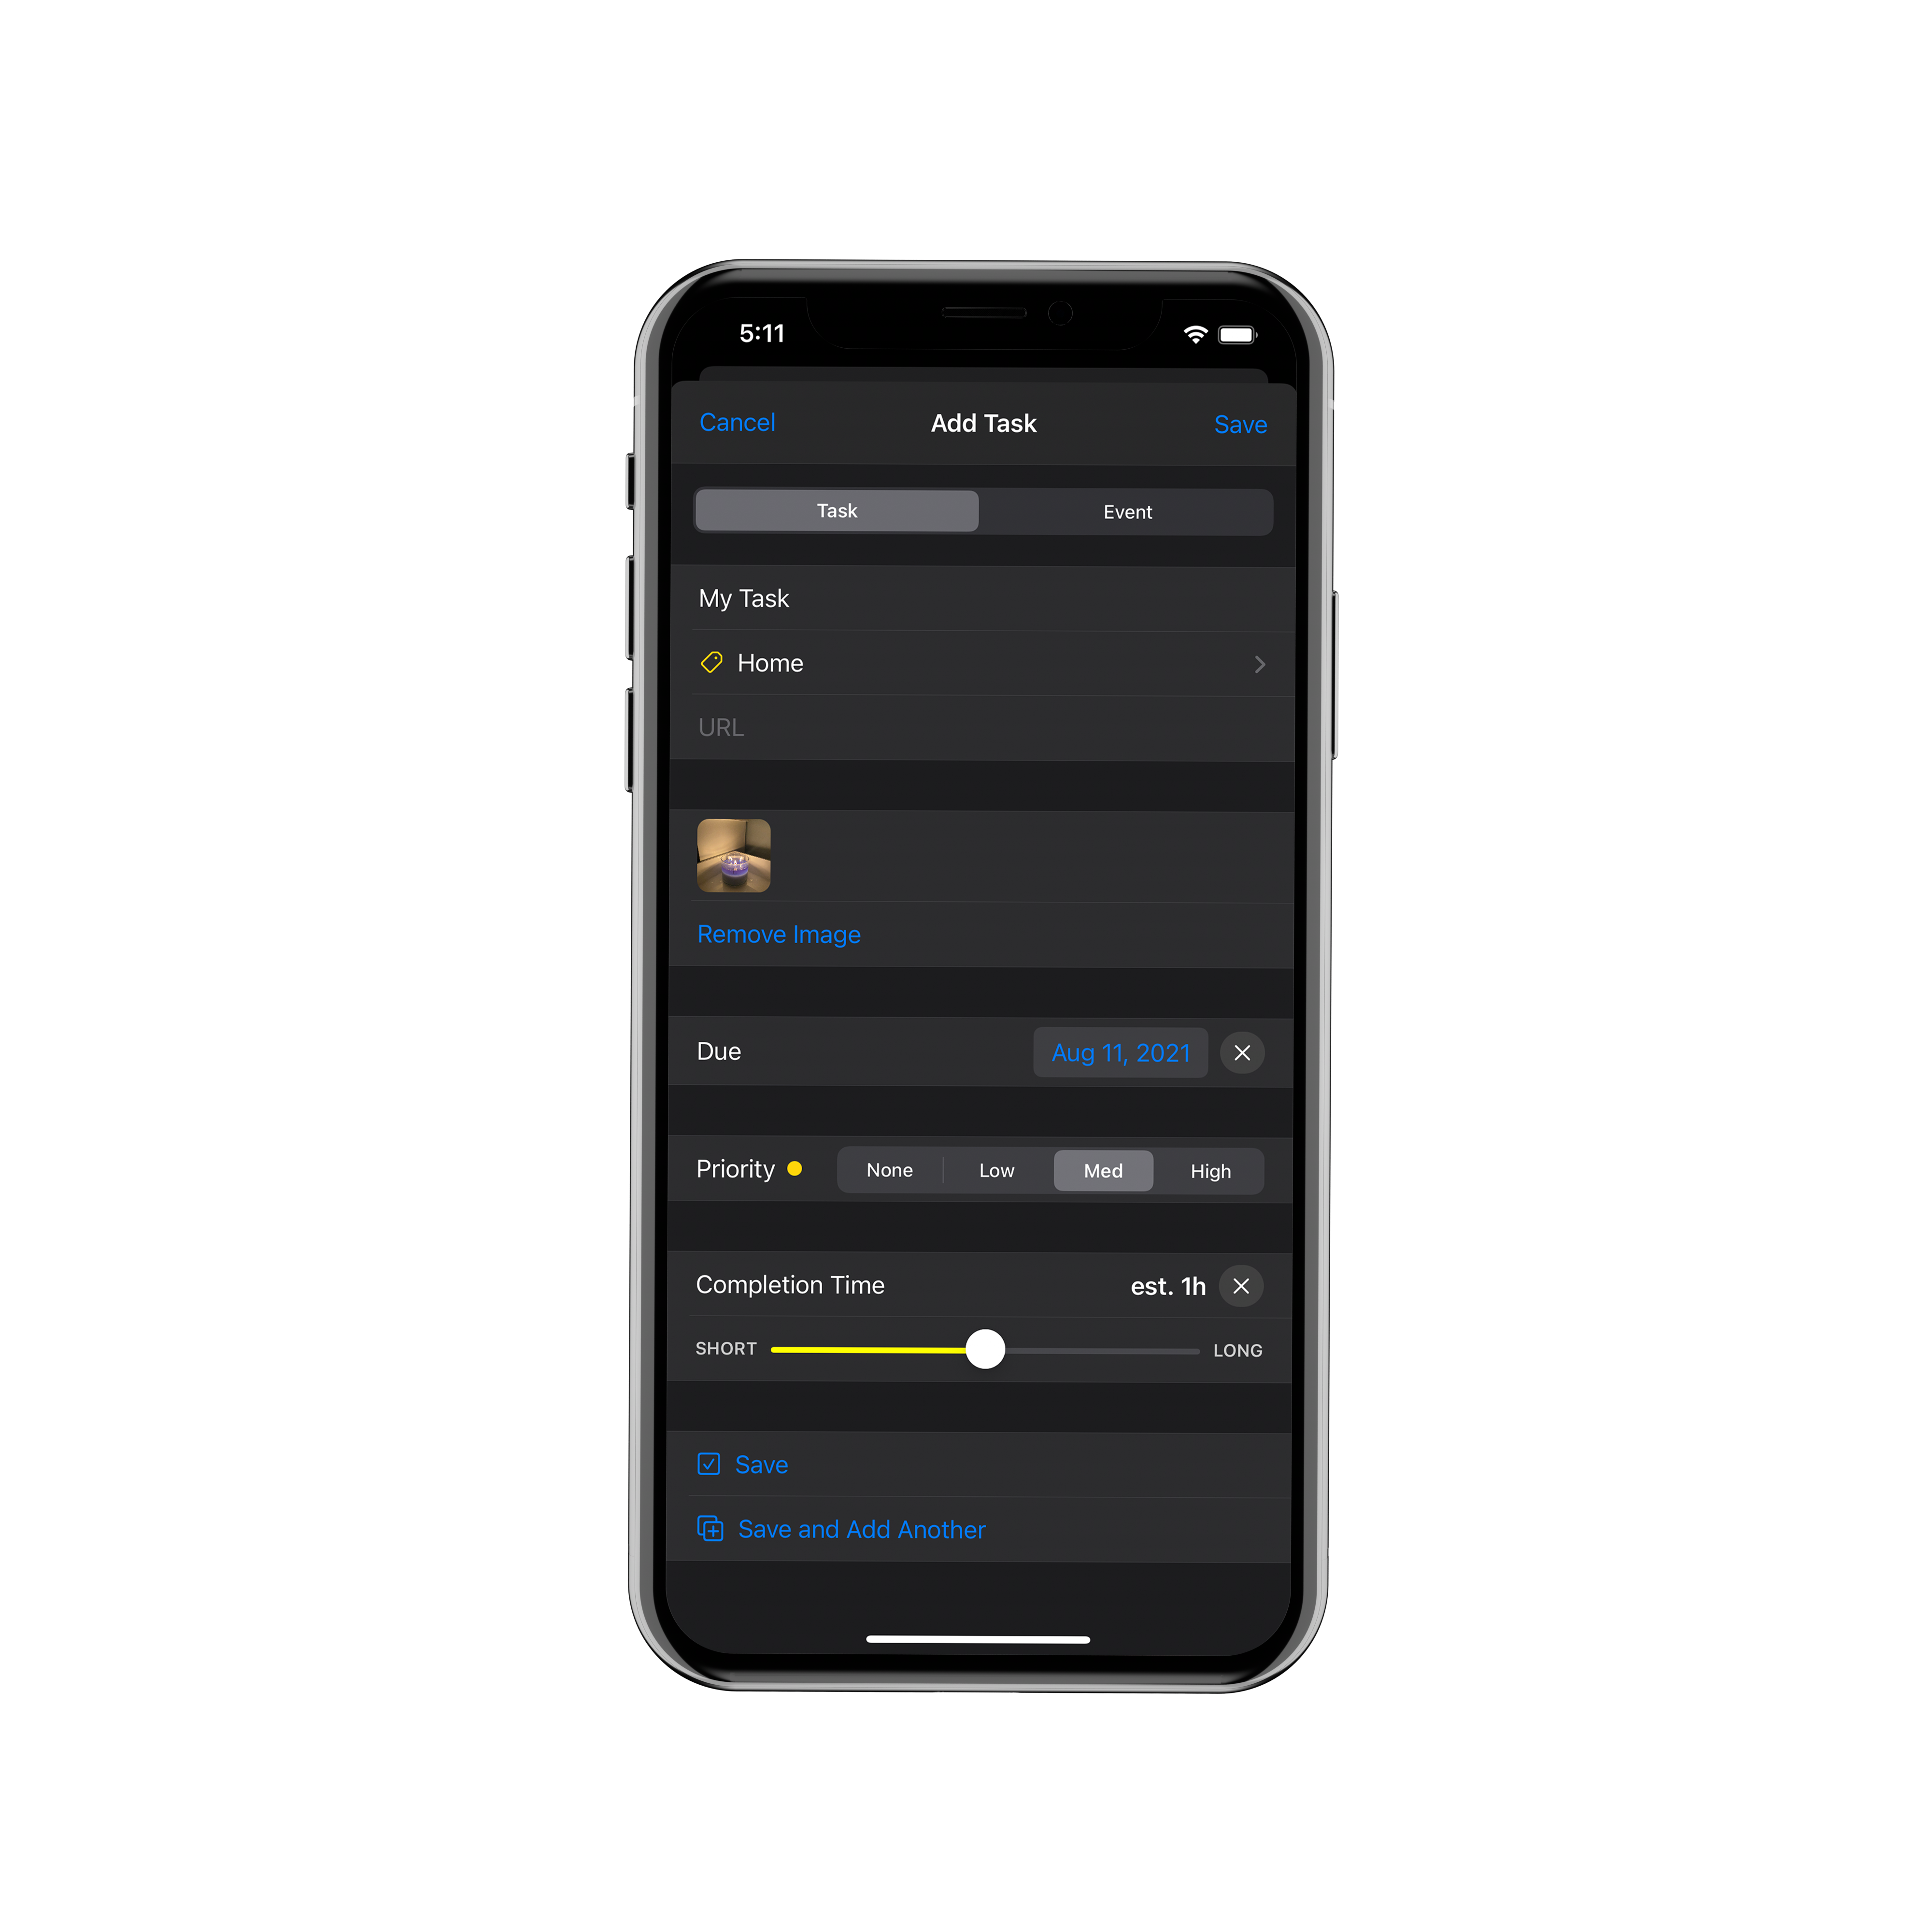 5:11
Cancel Add Task Save
Task Event
My Task
Home
URL
Remove Image
Due Aug 11, 2021
Priority None Low Med High
Completion Time est. 1h
SHORT LONG
Save
Save and Add Another